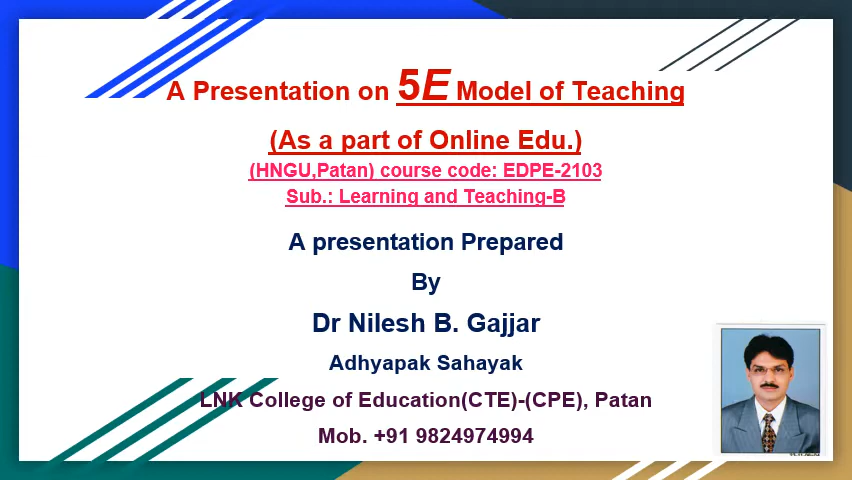 A Presentation on 5E Model of Teaching
(As a part of Online Edu.)
(HNGU,Patan) course code: EDPE-2103
Sub.: Learning and Teaching-B
A presentation Prepared
By
Dr Nilesh B. Gajjar
Adhyapak Sahayak
LNK College of Education(CTE)-(CPE), Patan
Mob. +91 9824974994